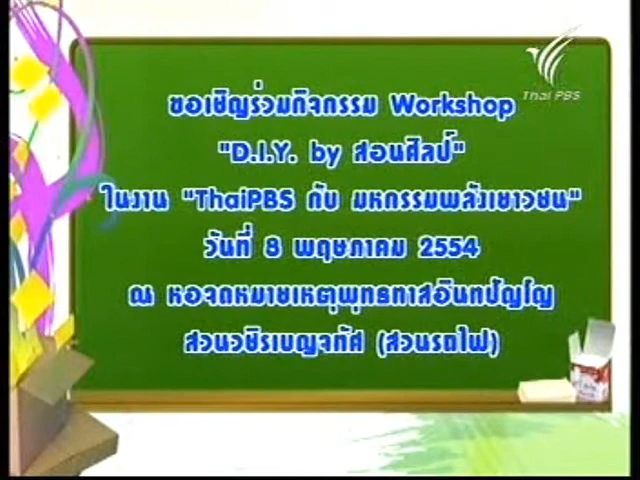 Thai PBS
ขอเชิญร่วมกิจกรรม Workshop
"D.I.Y. by สอนศิลป์"
ในงาน "ThaiPBS กับ มหกรรมพลังเยาวชน"
วันที่ 8 พฤษภาคม 2554
ณ หอจดหมายเหตุพุทธทาสอินทปัญโญ
สวนวชิรเบญจทัศ (สวนรถไฟ)